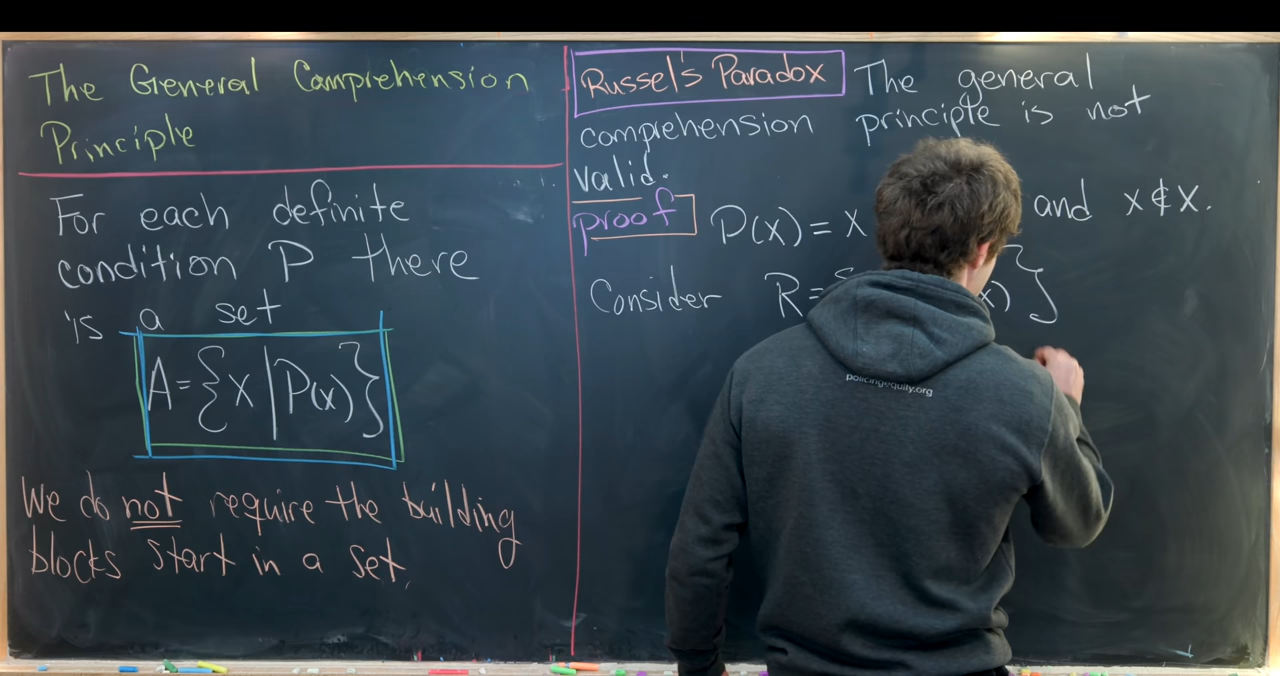 The General Comprehension
Principle
For each definite
condition P there
is a set
A={x|P(x)}
We do not require the building
blocks start in a set.
Russel's Paradox The general
comprehension principle is not
valid.
proof P(x)= x and x∉x.
Consider R={ x) }
policingequity.org